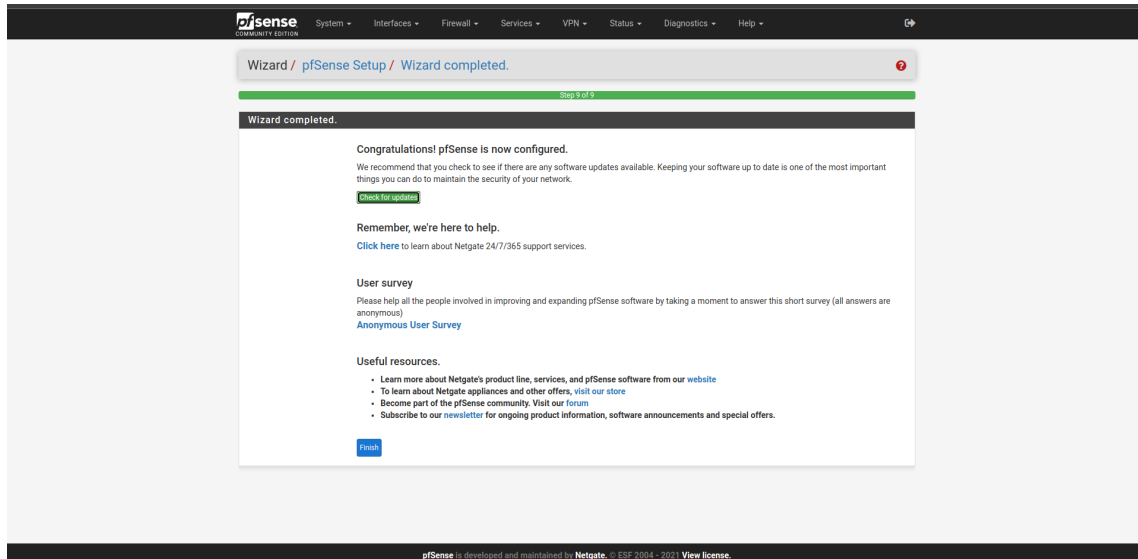 pfsense
COMMUNITY EDITION
System Interfaces Firewall Services VPN Status Diagnostics Help
Wizard / pfSense Setup / Wizard completed.
Step 9 of 9
Wizard completed.
Congratulations! pfSense is now configured.
We recommend that you check to see if there are any software updates available. Keeping your software up to date is one of the most important
things you can do to maintain the security of your network.
Check for updates
Remember, we're here to help.
Click here to learn about Netgate 24/7/365 support services.
User survey
Please help all the people involved in improving and expanding pfSense software by taking a moment to answer this short survey (all answers are
anonymous)
Anonymous User Survey
Useful resources.
• Learn more about Netgate's product line, services, and pfSense software from our website
• To learn about Netgate appliances and other offers, visit our store
• Become part of the pfSense community. Visit our forum
• Subscribe to our newsletter for ongoing product information, software announcements and special offers.
Finish
pfSense is developed and maintained by Netgate. © ESF 2004 - 2021 View license.